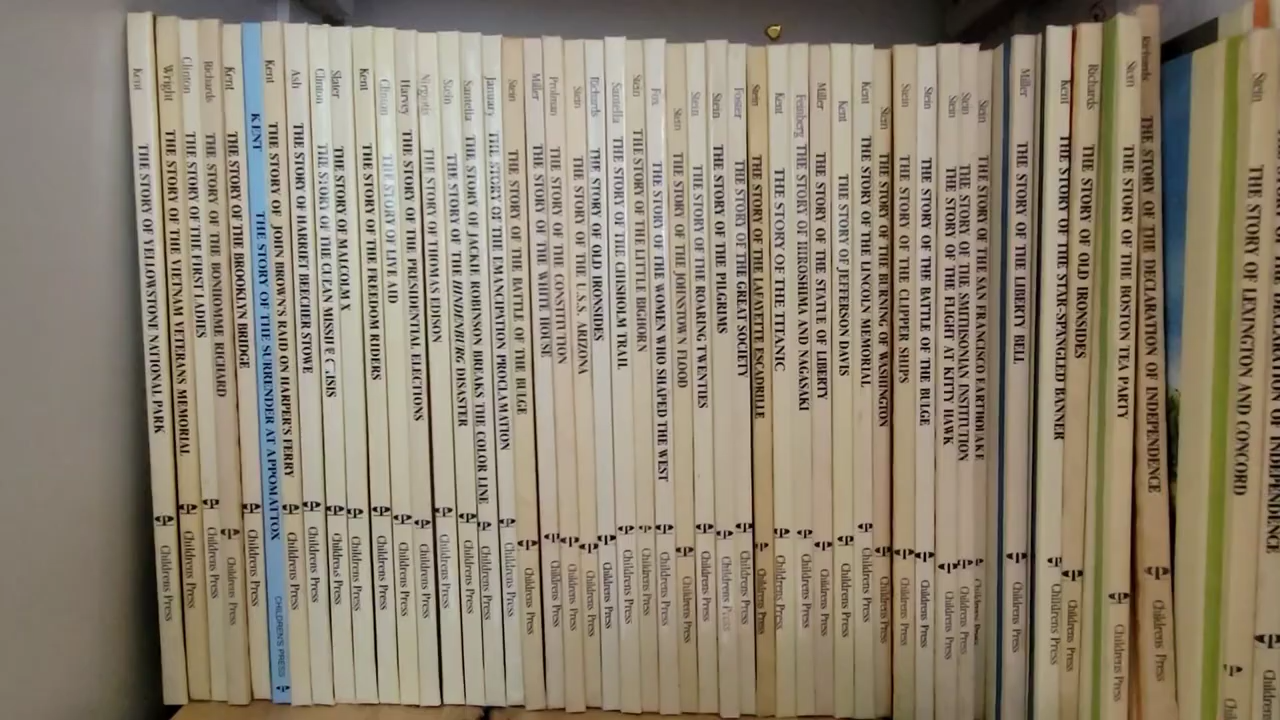 Kent THE STORY OF YELLOWSTONE NATIONAL PARK Childrens Press
Wright THE STORY OF THE VIETNAM VETERANS MEMORIAL Childrens Press
Clinton THE STORY OF THE FIRST LADIES Childrens Press
Richards THE STORY OF THE BONHOMME RICHARD Childrens Press
Kent THE STORY OF THE BROOKLYN BRIDGE Childrens Press
KENT THE STORY OF THE SURRENDER AT APPOMATTOX CHILDREN'S PRESS
Kent THE STORY OF JOHN BROWN'S RAID ON HARPER'S FERRY Childrens Press
Ash THE STORY OF HARRIET BEECHER STOWE Childrens Press
Clinton THE STORY OF THE CUBAN MISSILE CRISIS Childrens Press
Slater THE STORY OF MALCOLM X Childrens Press
Kent THE STORY OF THE FREEDOM RIDERS Childrens Press
Clinton THE STORY OF LIVE AID Childrens Press
Harvey THE STORY OF THE PRESIDENTIAL ELECTIONS Childrens Press
THE STORY OF THOMAS EDISON Childrens Press
Stein THE STORY OF THE HINDENBURG DISASTER Childrens Press
Santella THE STORY OF JACKIE ROBINSON BREAKS THE COLOR LINE Childrens Press
January THE STORY OF THE EMANCIPATION PROCLAMATION Childrens Press
Stein THE STORY OF THE BATTLE OF THE BULGE Childrens Press
Miller THE STORY OF THE WHITE HOUSE Childrens Press
Prolman THE STORY OF THE CONSTITUTION Childrens Press
Stein THE STORY OF THE U.S.S. ARIZONA Childrens Press
Richards THE STORY OF OLD IRONSIDES Childrens Press
Santella THE STORY OF THE CHISHOLM TRAIL Childrens Press
Stein THE STORY OF THE LITTLE BIGHORN Childrens Press
Fox THE STORY OF THE WOMEN WHO SHAPED THE WEST Childrens Press
Stein THE STORY OF THE JOHNSTOWN FLOOD Childrens Press
Stein THE STORY OF THE ROARING TWENTIES Childrens Press
Stein THE STORY OF THE PILGRIMS Childrens Press
Foster THE STORY OF THE GREAT SOCIETY Childrens Press
Stein THE STORY OF THE LAFAYETTE ESCADRILLE Childrens Press
Kent THE STORY OF THE TITANIC Childrens Press
Feinberg THE STORY OF HIROSHIMA AND NAGASAKI Childrens Press
Miller THE STORY OF THE STATUE OF LIBERTY Childrens Press
Kent THE STORY OF JEFFERSON DAVIS Childrens Press
Kent THE STORY OF THE LINCOLN MEMORIAL Childrens Press
Stein THE STORY OF THE BURNING OF WASHINGTON Childrens Press
Stein THE STORY OF THE CLIPPER SHIPS Childrens Press
Stein THE STORY OF THE BATTLE OF THE BULGE Childrens Press
Stein THE STORY OF THE FLIGHT AT KITTY HAWK Childrens Press
Stein THE STORY OF THE SMITHSONIAN INSTITUTION Childrens Press
Stein THE STORY OF THE SAN FRANCISCO EARTHQUAKE Childrens Press
Miller THE STORY OF THE LIBERTY BELL Childrens Press
Kent THE STORY OF THE STAR-SPANGLED BANNER Childrens Press
Richards THE STORY OF OLD IRONSIDES Childrens Press
Stein THE STORY OF THE BOSTON TEA PARTY Childrens Press
Richards THE STORY OF THE DECLARATION OF INDEPENDENCE Childrens Press
Stein THE STORY OF LEXINGTON AND CONCORD
OF THE DECLARATION OF INDEPENDENCE Childrens